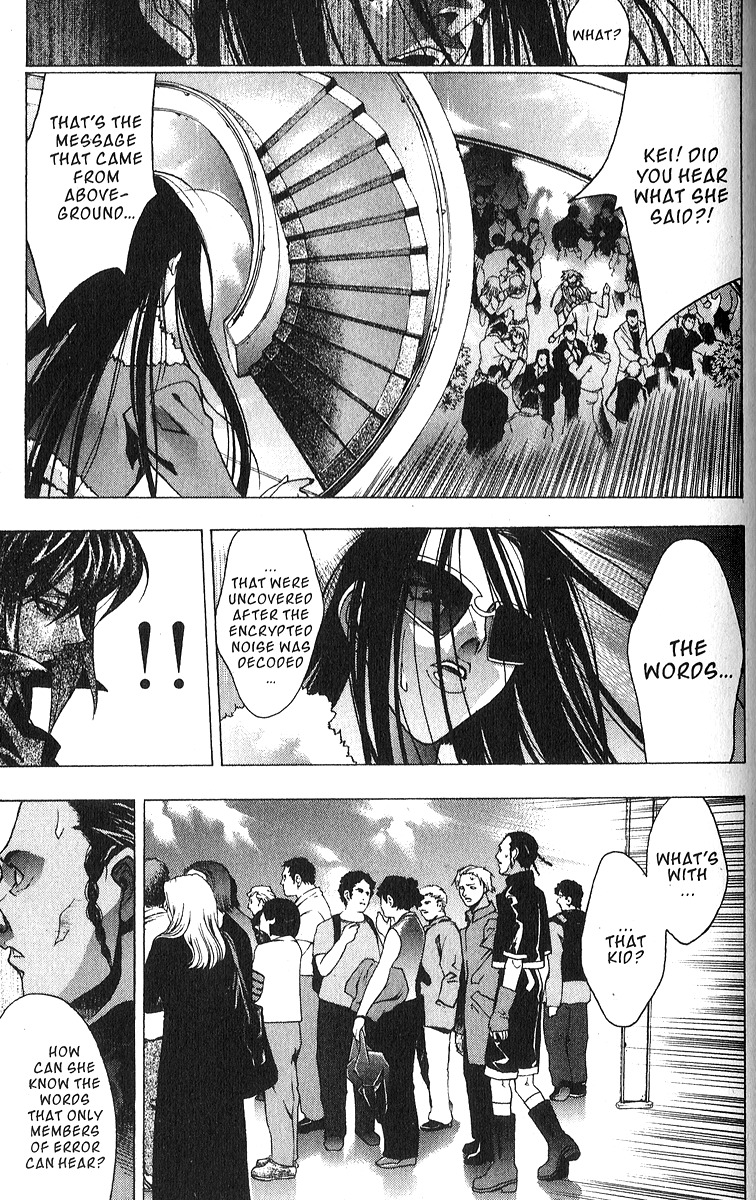 WHAT?
KEI! DID
YOU HEAR
WHAT SHE
SAID?!
THAT'S THE
MESSAGE
THAT CAME
FROM
ABOVE-
GROUND...
THE
WORDS...
...
THAT WERE
UNCOVERED
AFTER THE
ENCRYPTED
NOISE WAS
DECODED
...
!!
WHAT'S
WITH
...
...
THAT
KID?
HOW
CAN SHE
KNOW THE
WORDS
THAT ONLY
MEMBERS
OF ERROR
CAN HEAR?